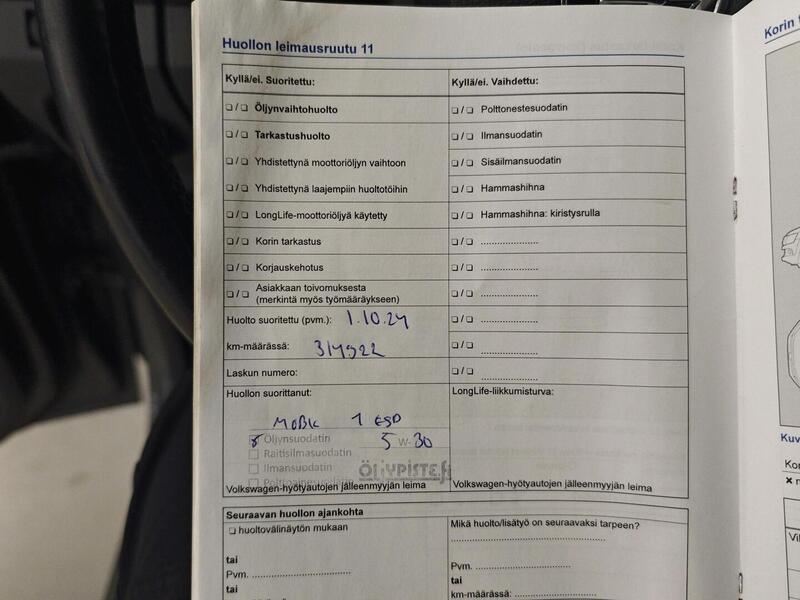 Huollon leimausruutu 11
Kyllä/ei. Suoritettu:
Kyllä/ei. Vaihdettu:
❏ / ❏ Öljynvaihtohuolto
❏ / ❏ Polttonestesuodatin
❏ / ❏ Tarkastushuolto
❏ / ❏ Ilmansuodatin
❏ / ❏ Yhdistettynä moottoriöljyn vaihtoon
❏ / ❏ Sisäilmansuodatin
❏ / ❏ Yhdistettynä laajempiin huoltotöihin
❏ / ❏ Hammashihna
❏ / ❏ LongLife-moottoriöljyä käytetty
❏ / ❏ Hammashihna: kiristysrulla
❏ / ❏ Korin tarkastus
❏ / ❏ .....................
❏ / ❏ Korjauskehotus
❏ / ❏ .....................
❏ / ❏ Asiakkaan toivomuksesta
(merkintä myös työmääräykseen)
❏ / ❏ .....................
Huolto suoritettu (pvm.): 1.10.24
❏ / ❏ .....................
km-määrässä: 314922
❏ / ❏ .....................
Laskun numero:
❏ / ❏ .....................
Huollon suorittanut:
LongLife-liikkumisturva:
1 ESP
Öljynsuodatin 5 W- 30
Raitisilmasuodatin
Ilmansuodatin
ÖLJYPISTE.fi
Volkswagen-hyötyautojen jälleenmyyjän leima
Volkswagen-hyötyautojen jälleenmyyjän leima
Seuraavan huollon ajankohta
❏ huoltovälinäytön mukaan
Mikä huolto/lisätyö on seuraavaksi tarpeen?
tai
Pvm. ..............................
Pvm. ..............................
tai
tai
km-määrässä: .........................
Korin